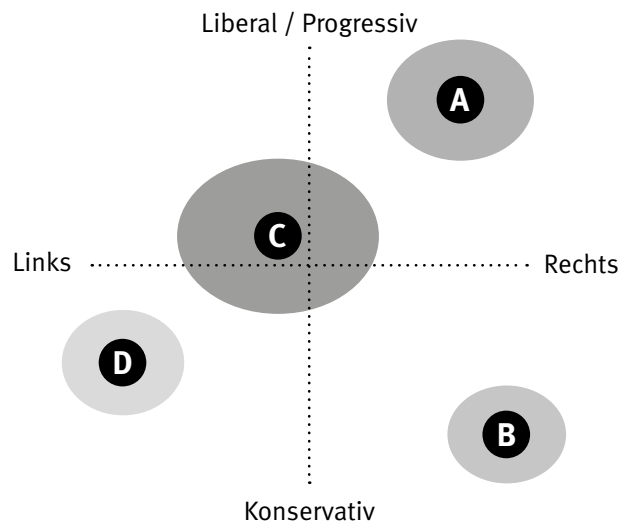 Liberal / Progressiv
A
C
Links
Rechts
D
B
Konservativ